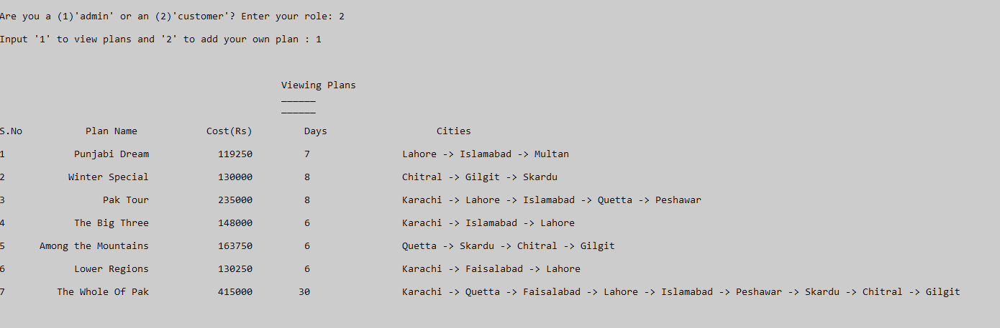 Are you a (1)'admin' or an (2)'customer'? Enter your role: 2
Input '1' to view plans and '2' to add your own plan : 1
Viewing Plans
______
______
S.No Plan Name Cost(Rs) Days Cities
1 Punjabi Dream 119250 7 Lahore -> Islamabad -> Multan
2 Winter Special 130000 8 Chitral -> Gilgit -> Skardu
3 Pak Tour 235000 8 Karachi -> Lahore -> Islamabad -> Quetta -> Peshawar
4 The Big Three 148000 6 Karachi -> Islamabad -> Lahore
5 Among the Mountains 163750 6 Quetta -> Skardu -> Chitral -> Gilgit
6 Lower Regions 130250 6 Karachi -> Faisalabad -> Lahore
7 The Whole Of Pak 415000 30 Karachi -> Quetta -> Faisalabad -> Lahore -> Islamabad -> Peshawar -> Skardu -> Chitral -> Gilgit